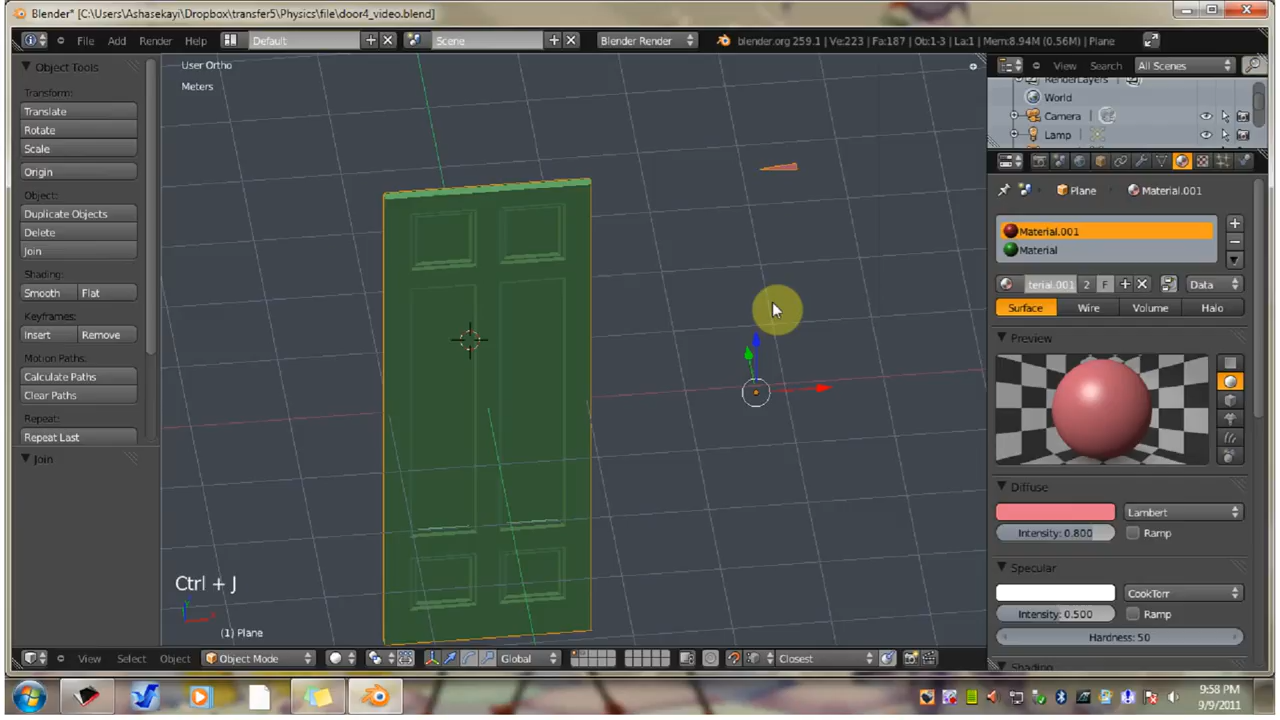 Blender* [C:\Users\Ashasekayi\Dropbox\transfer5\Physics\file\door4_video.blend]
File Add Render Help Default Scene Blender Render blender.org 259.1 | Ve:223 | Fa:187 | Ob:1-3 | La:1 | Mem:8.94M (0.56M) | Plane
View Search All Scenes
Object Tools
User Ortho
Meters
RenderLayers
World
Camera
Lamp
Transform:
Translate
Rotate
Scale
Origin
Object:
Duplicate Objects
Delete
Join
Shading:
Smooth Flat
Keyframes:
Insert Remove
Motion Paths:
Calculate Paths
Clear Paths
Repeat:
Repeat Last
Join
Ctrl + J
(1) Plane
Plane Material.001
Material.001
Material
terial.001 2 F Data
Surface Wire Volume Halo
Preview
Diffuse
Lambert
Intensity: 0.800 Ramp
Specular
CookTorr
Intensity: 0.500 Ramp
Hardness: 50
Shading
View Select Object Object Mode Global Closest
9:58 PM
9/9/2011